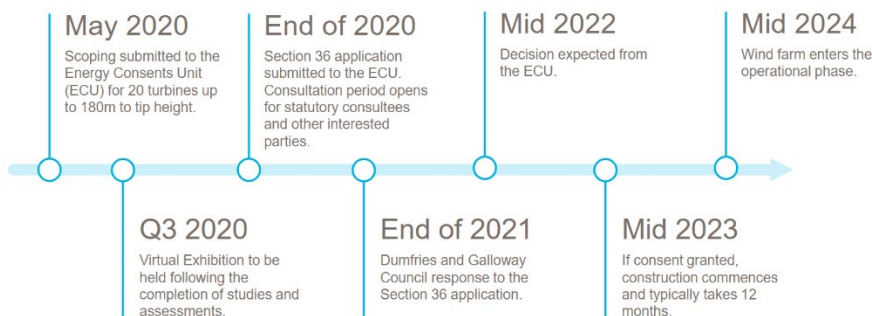 May 2020
Scoping submitted to the
Energy Consents Unit
(ECU) for 20 turbines up
to 180m to tip height.
End of 2020
Section 36 application
submitted to the ECU.
Consultation period opens
for statutory consultees
and other interested
parties.
Mid 2022
Decision expected from
the ECU.
Mid 2024
Wind farm enters the
operational phase.
Q3 2020
Virtual Exhibition to be
held following the
completion of studies and
assessments.
End of 2021
Dumfries and Galloway
Council response to the
Section 36 application.
Mid 2023
If consent granted,
construction commences
and typically takes 12
months.